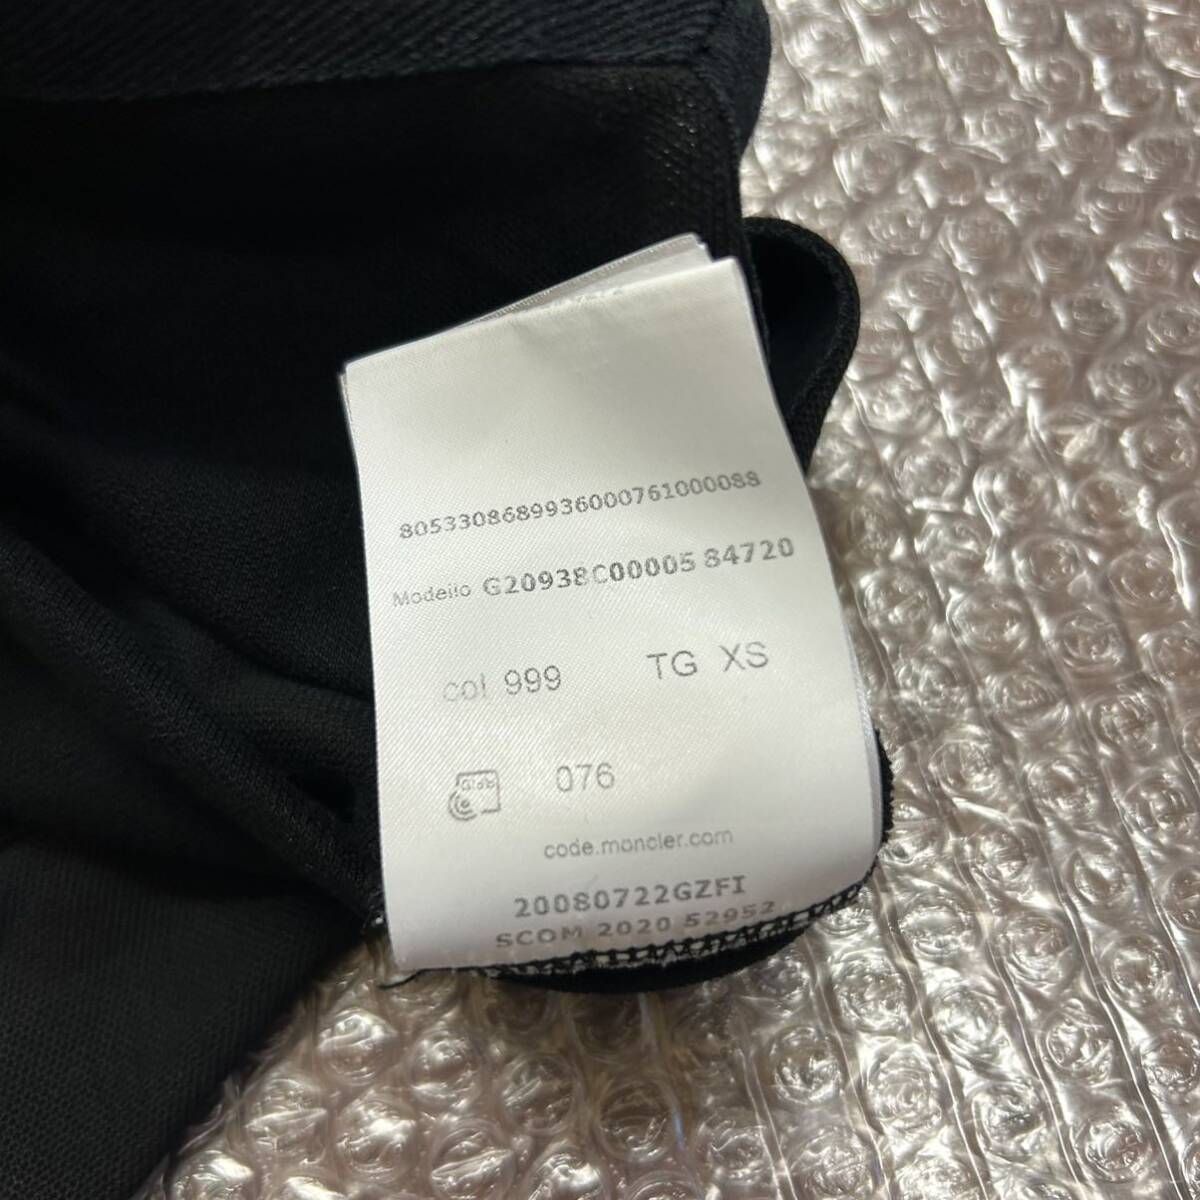 8053308689936000761000088
Modello G20938C00005 84720
col 999 TG XS
076
code.moncler.com
20080722GZFI
SCOM 2020 52952